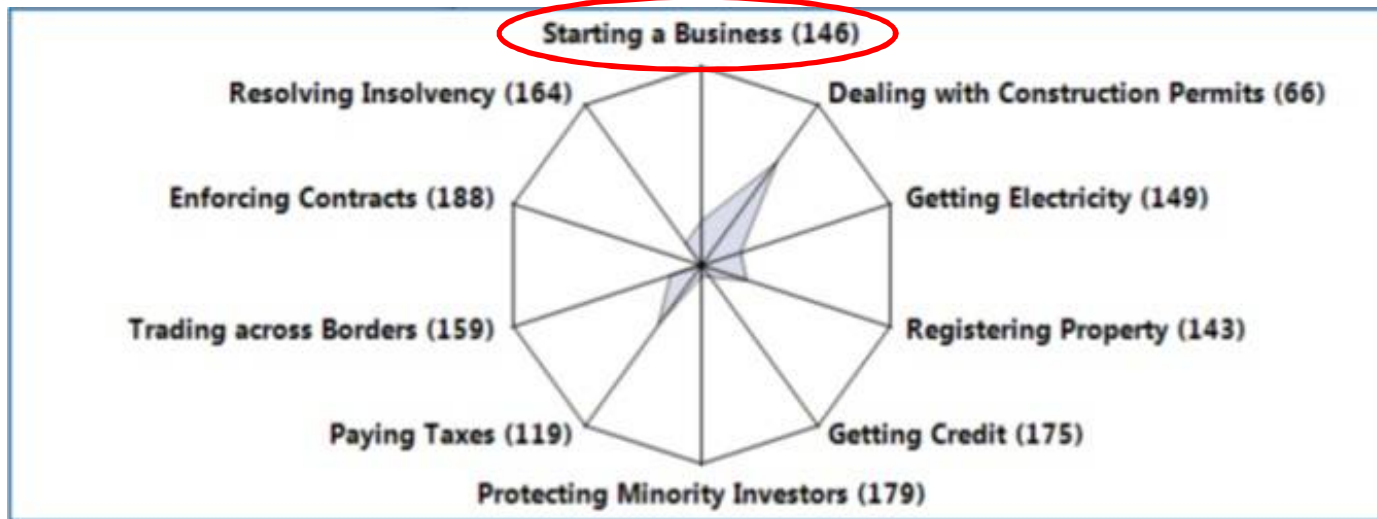 Starting a Business (146)
Resolving Insolvency (164)
Dealing with Construction Permits (66)
Enforcing Contracts (188)
Getting Electricity (149)
Trading across Borders (159)
Registering Property (143)
Paying Taxes (119)
Getting Credit (175)
Protecting Minority Investors (179)